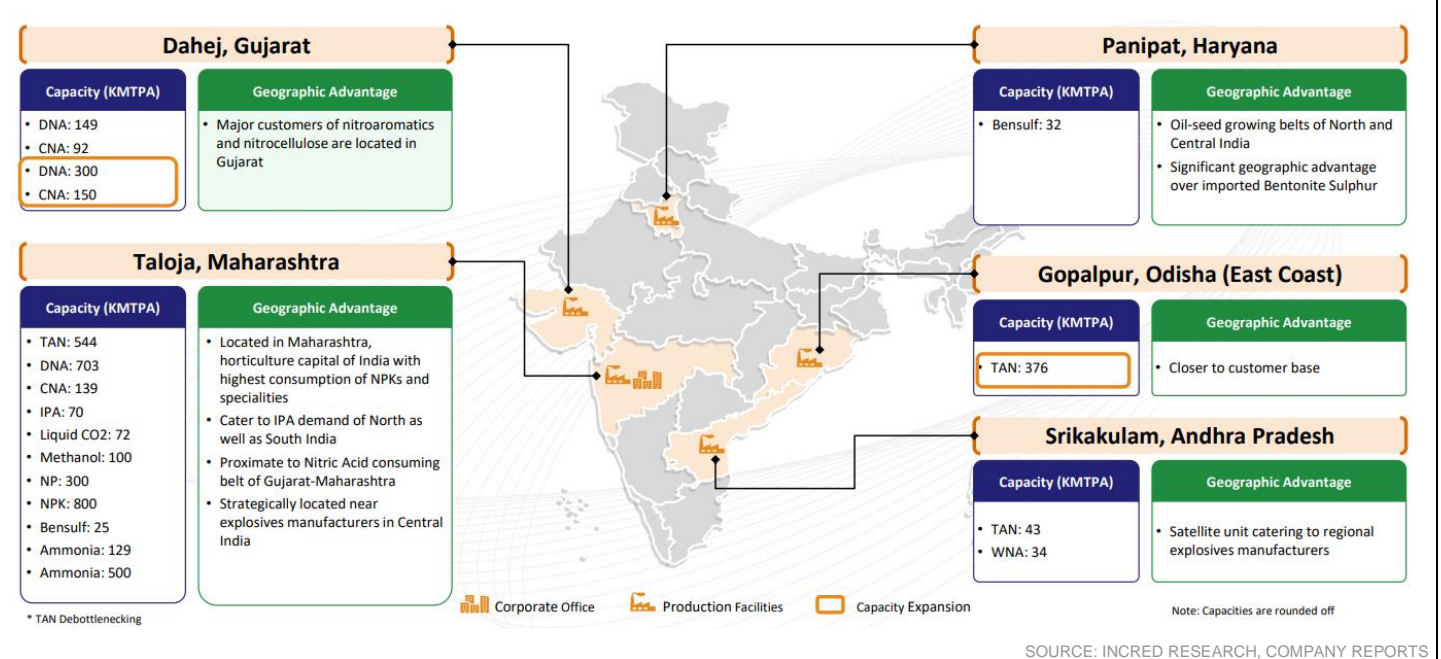 Dahej, Gujarat
Capacity (KMTPA)
• DNA: 149
• CNA: 92
• DNA: 300
• CNA: 150
Geographic Advantage
• Major customers of nitroaromatics
and nitrocellulose are located in
Gujarat
Taloja, Maharashtra
Capacity (KMTPA)
• TAN: 544
• DNA: 703
• CNA: 139
• IPA: 70
• Liquid CO2: 72
• Methanol: 100
• NP: 300
• NPK: 800
• Bensulf: 25
• Ammonia: 129
• Ammonia: 500
Geographic Advantage
• Located in Maharashtra,
horticulture capital of India with
highest consumption of NPKs and
specialities
• Cater to IPA demand of North as
well as South India
• Proximate to Nitric Acid consuming
belt of Gujarat-Maharashtra
• Strategically located near
explosives manufacturers in Central
India
* TAN Debottlenecking
Panipat, Haryana
Capacity (KMTPA)
• Bensulf: 32
Geographic Advantage
• Oil-seed growing belts of North and
Central India
• Significant geographic advantage
over imported Bentonite Sulphur
Gopalpur, Odisha (East Coast)
Capacity (KMTPA)
• TAN: 376
Geographic Advantage
• Closer to customer base
Srikakulam, Andhra Pradesh
Capacity (KMTPA)
• TAN: 43
• WNA: 34
Geographic Advantage
• Satellite unit catering to regional
explosives manufacturers
Corporate Office
Production Facilities
Capacity Expansion
Note: Capacities are rounded off
SOURCE: INCRED RESEARCH, COMPANY REPORTS